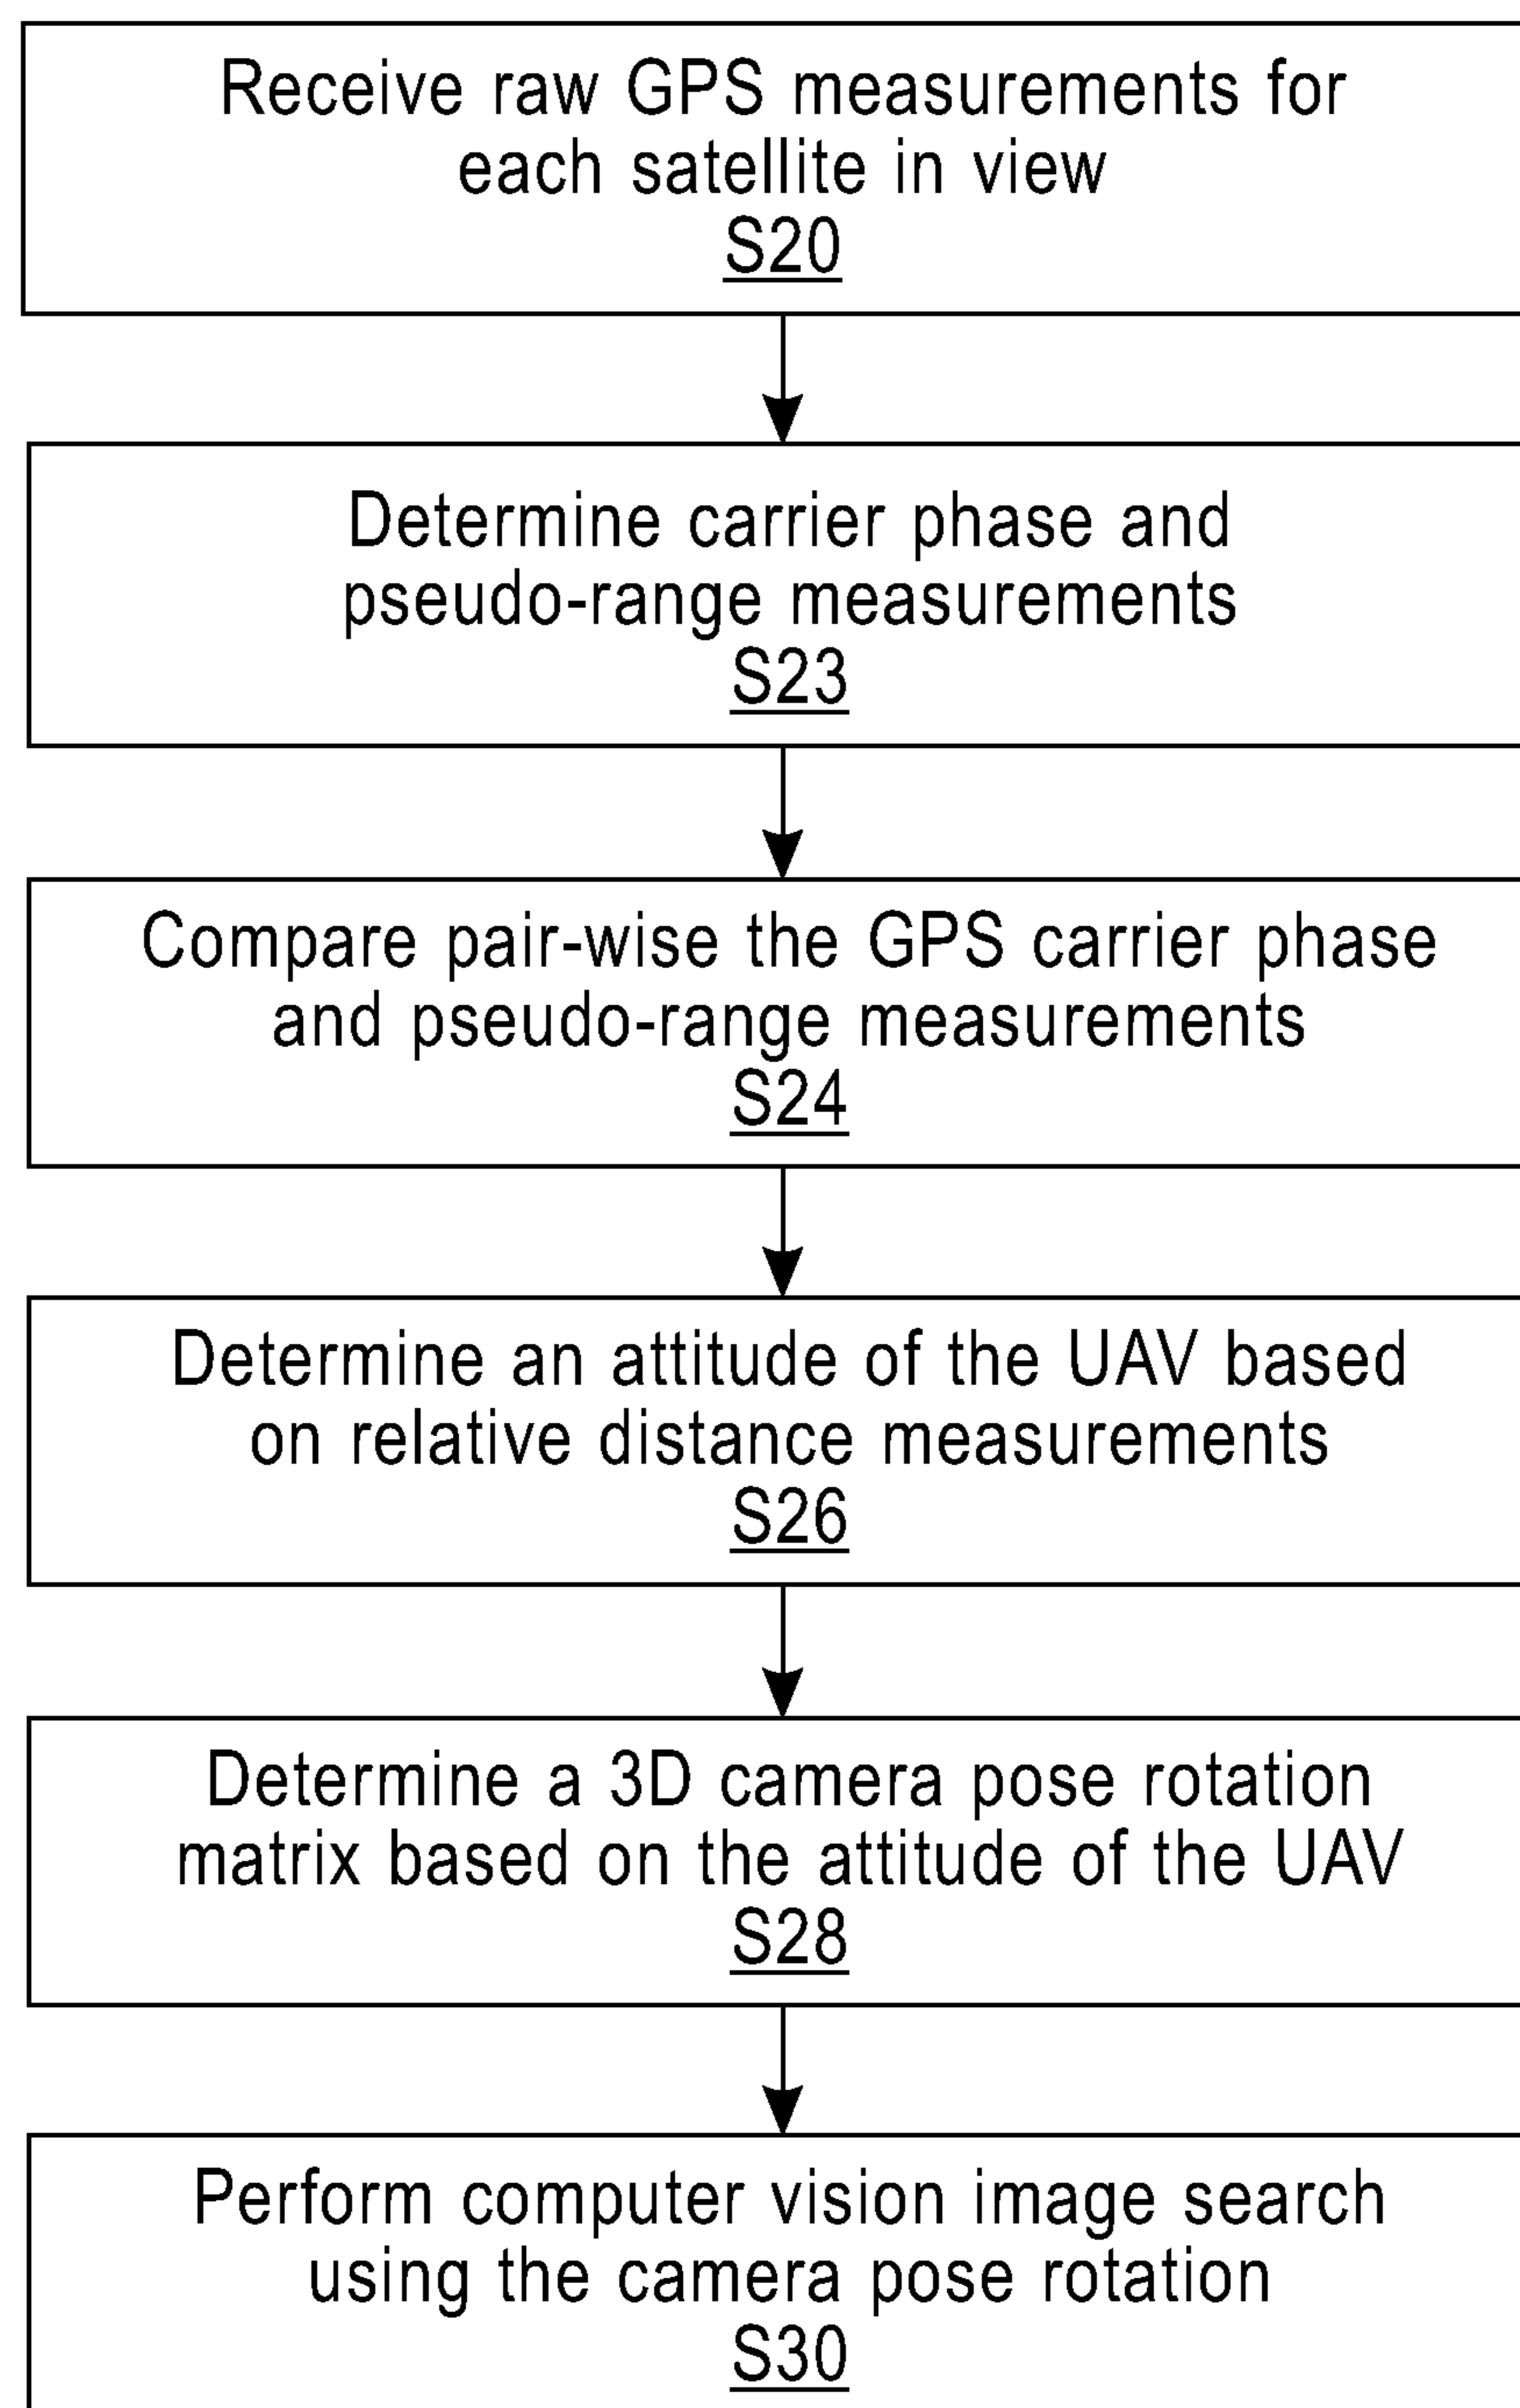 Receive raw GPS measurements for
each satellite in view
S20
Determine carrier phase and
pseudo-range measurements
S23
Compare pair-wise the GPS carrier phase
and pseudo-range measurements
S24
Determine an attitude of the UAV based
on relative distance measurements
S26
Determine a 3D camera pose rotation
matrix based on the attitude of the UAV
S28
Perform computer vision image search
using the camera pose rotation
S30